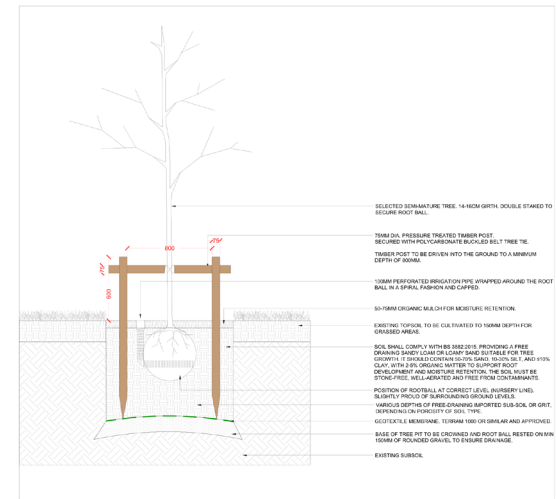 SELECTED SEMI-MATURE TREE, 14-16CM GIRTH, DOUBLE STAKED TO
SECURE ROOT BALL.
75MM DIA. PRESSURE TREATED TIMBER POST.
SECURED WITH POLYCARBONATE BUCKLED BELT TREE TIE.
TIMBER POST TO BE DRIVEN INTO THE GROUND TO A MINIMUM
DEPTH OF 800MM.
800
75
75
600
100MM PERFORATED IRRIGATION PIPE WRAPPED AROUND THE ROOT
BALL IN A SPIRAL FASHION AND CAPPED.
50-75MM ORGANIC MULCH FOR MOISTURE RETENTION.
EXISTING TOPSOIL TO BE CULTIVATED TO 150MM DEPTH FOR
GRASSED AREAS.
SOIL SHALL COMPLY WITH BS 3882:2015, PROVIDING A FREE
DRAINING SANDY LOAM OR LOAMY SAND SUITABLE FOR TREE
GROWTH. IT SHOULD CONTAIN 50-70% SAND, 10-30% SILT, AND ≤15%
CLAY, WITH 2-6% ORGANIC MATTER TO SUPPORT ROOT
DEVELOPMENT AND MOISTURE RETENTION. THE SOIL MUST BE
STONE-FREE, WELL-AERATED AND FREE FROM CONTAMINANTS.
POSITION OF ROOTBALL AT CORRECT LEVEL (NURSERY LINE),
SLIGHTLY PROUD OF SURROUNDING GROUND LEVELS.
VARIOUS DEPTHS OF FREE-DRAINING IMPORTED SUB-SOIL OR GRIT,
DEPENDING ON POROSITY OF SOIL TYPE.
GEOTEXTILE MEMBRANE, TERRAM 1000 OR SIMILAR AND APPROVED.
BASE OF TREE PIT TO BE CROWNED AND ROOT BALL RESTED ON MIN
150MM OF ROUNDED GRAVEL TO ENSURE DRAINAGE.
EXISTING SUBSOIL